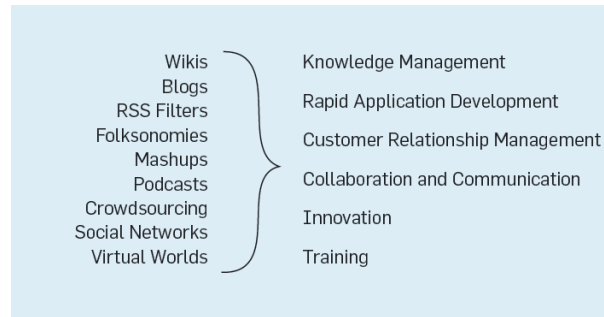 Wikis
Blogs
RSS Filters
Folksonomies
Mashups
Podcasts
Crowdsourcing
Social Networks
Virtual Worlds
Knowledge Management
Rapid Application Development
Customer Relationship Management
Collaboration and Communication
Innovation
Training